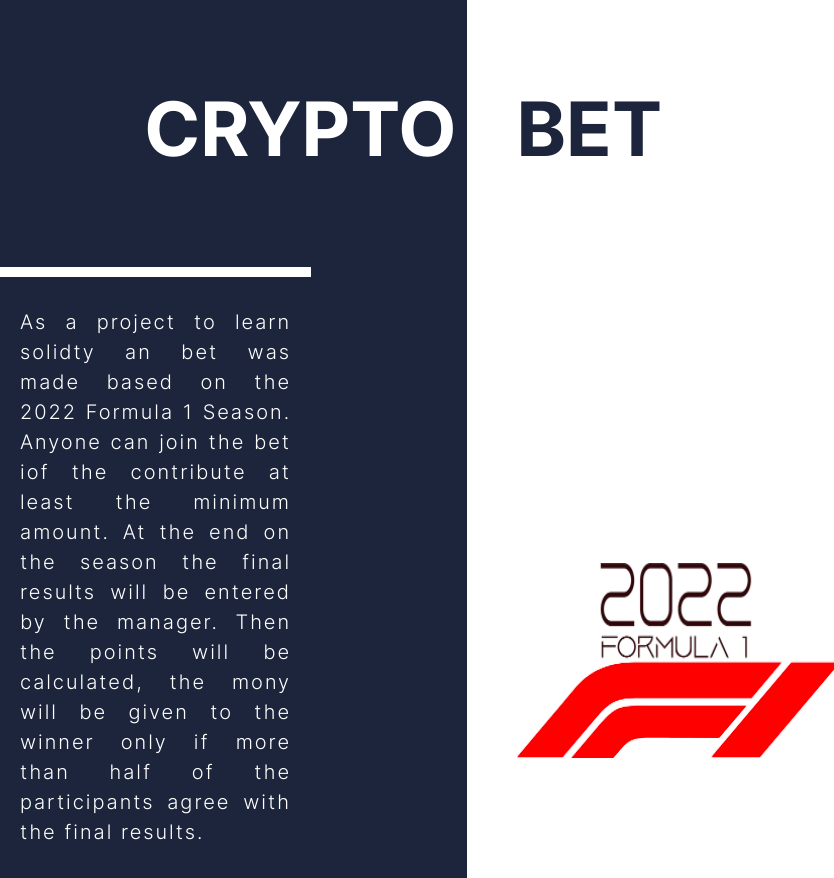 CRYPTO BET
As a project to learn
solidty an bet was
made based on the
2022 Formula 1 Season.
Anyone can join the bet
iof the contribute at
least the minimum
amount. At the end on
the season the final
results will be entered
by the manager. Then
the points will be
calculated, the mony
will be given to the
winner only if more
than half of the
participants agree with
the final results.
2022
FORMULA 1
F1